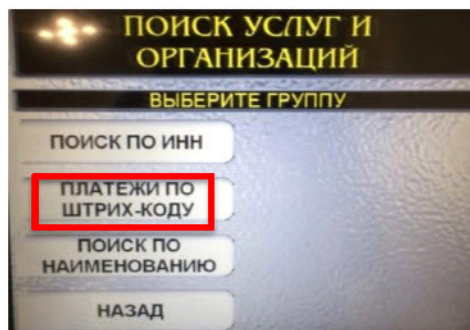 ПОИСК УСЛУГ И
ОРГАНИЗАЦИЙ
ВЫБЕРИТЕ ГРУППУ
ПОИСК ПО ИНН
ПЛАТЕЖИ ПО
ШТРИХ-КОДУ
ПОИСК ПО
НАИМЕНОВАНИЮ
НАЗАД